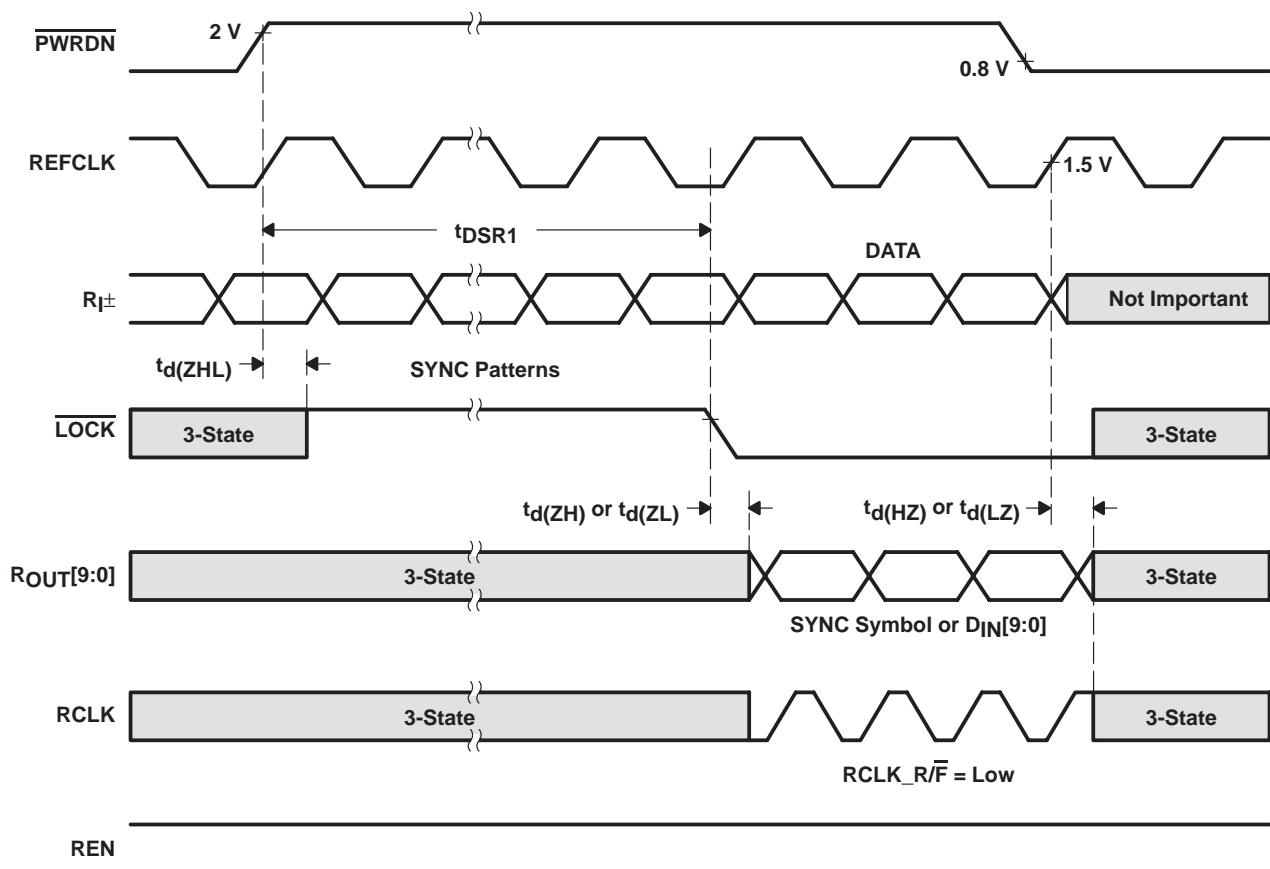 2 V
PWRDN
0.8 V
REFCLK
1.5 V
tDSR1
DATA
RI±
Not Important
td(ZHL)
SYNC Patterns
LOCK
3-State
3-State
td(ZH) or td(ZL)
td(HZ) or td(LZ)
ROUT[9:0]
3-State
3-State
SYNC Symbol or DIN[9:0]
RCLK
3-State
3-State
RCLK_R/F̅ = Low
REN